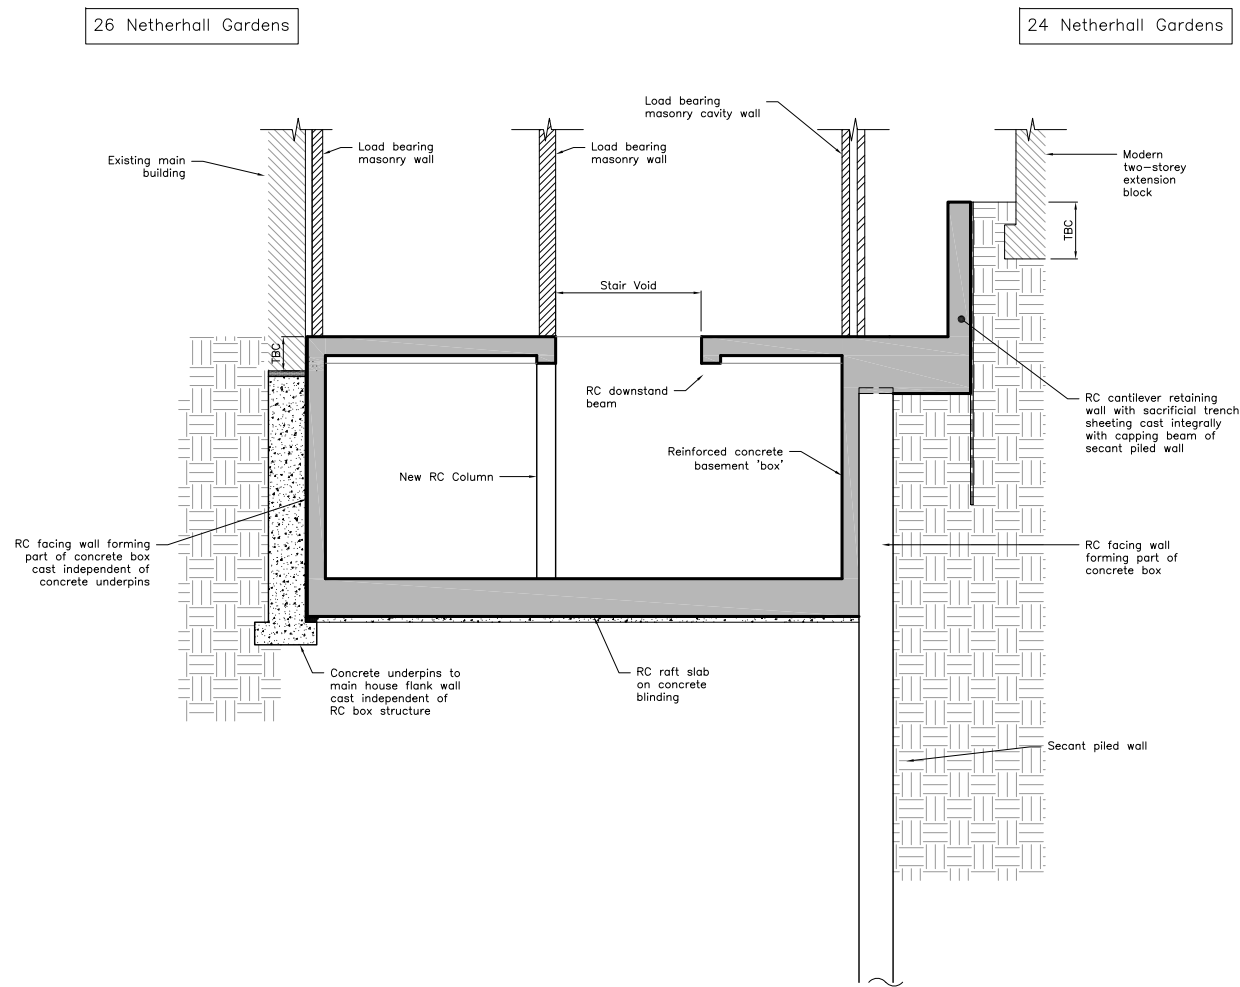 26 Netherhall Gardens
24 Netherhall Gardens
Load bearing
masonry cavity wall
Existing main
building
Load bearing
masonry wall
Load bearing
masonry wall
Modern
two-storey
extension
block
TBC
Stair Void
TBC
RC downstand
beam
RC cantilever retaining
wall with sacrificial trench
sheeting cast integrally
with capping beam of
secant piled wall
Reinforced concrete
basement 'box'
New RC Column
RC facing wall forming
part of concrete box
cast independent of
concrete underpins
RC facing wall
forming part of
concrete box
Concrete underpins to
main house flank wall
cast independent of
RC box structure
RC raft slab
on concrete
blinding
Secant piled wall